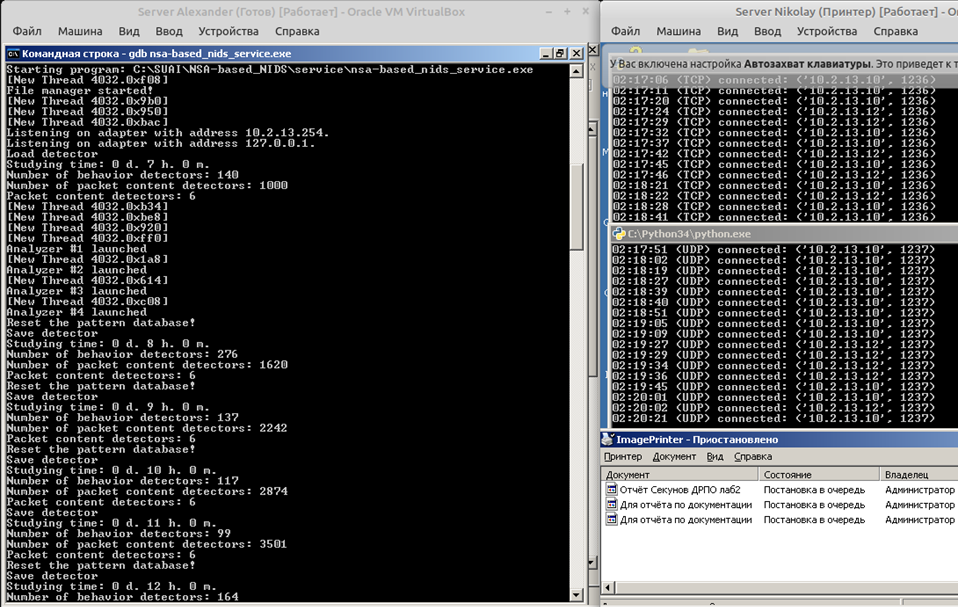 Server Alexander (Готов) [Работает] - Oracle VM VirtualBox
Файл Машина Вид Ввод Устройства Справка
Командная строка - gdb nsa-based_nids_service.exe
Starting program: C:\SUAI\NSA-based_NIDS\service\nsa-based_nids_service.exe
[New Thread 4032.0xf08]
File manager started!
[New Thread 4032.0x9b0]
[New Thread 4032.0x950]
[New Thread 4032.0xbac]
Listening on adapter with address 10.2.13.254.
Listening on adapter with address 127.0.0.1.
Load detector
Studying time: 0 d. 7 h. 0 m.
Number of behavior detectors: 140
Number of packet content detectors: 1000
Packet content detectors: 6
[New Thread 4032.0xb34]
[New Thread 4032.0xbe8]
[New Thread 4032.0x920]
[New Thread 4032.0xff0]
Analyzer #1 launched
[New Thread 4032.0x1a8]
Analyzer #2 launched
[New Thread 4032.0x614]
Analyzer #3 launched
[New Thread 4032.0xc08]
Analyzer #4 launched
Reset the pattern database!
Save detector
Studying time: 0 d. 8 h. 0 m.
Number of behavior detectors: 276
Number of packet content detectors: 1620
Packet content detectors: 6
Reset the pattern database!
Save detector
Studying time: 0 d. 9 h. 0 m.
Number of behavior detectors: 137
Number of packet content detectors: 2242
Packet content detectors: 6
Reset the pattern database!
Save detector
Studying time: 0 d. 10 h. 0 m.
Number of behavior detectors: 117
Number of packet content detectors: 2874
Packet content detectors: 6
Save detector
Studying time: 0 d. 11 h. 0 m.
Number of behavior detectors: 99
Number of packet content detectors: 3501
Packet content detectors: 6
Reset the pattern database!
Save detector
Studying time: 0 d. 12 h. 0 m.
Number of behavior detectors: 164
Server Nikolay (Принтер) [Работает] - O
Файл Машина Вид Ввод Устройства Справка
У Вас включена настройка Автозахват клавиатуры. Это приведет к т
02:17:06 (TCP) connected: ('10.2.13.10', 1236)
02:17:11 (TCP) connected: ('10.2.13.10', 1236)
02:17:20 (TCP) connected: ('10.2.13.10', 1236)
02:17:24 (TCP) connected: ('10.2.13.12', 1236)
02:17:29 (TCP) connected: ('10.2.13.12', 1236)
02:17:32 (TCP) connected: ('10.2.13.10', 1236)
02:17:37 (TCP) connected: ('10.2.13.10', 1236)
02:17:42 (TCP) connected: ('10.2.13.12', 1236)
02:17:45 (TCP) connected: ('10.2.13.10', 1236)
02:17:46 (TCP) connected: ('10.2.13.12', 1236)
02:18:21 (TCP) connected: ('10.2.13.10', 1236)
02:18:22 (TCP) connected: ('10.2.13.12', 1236)
02:18:28 (TCP) connected: ('10.2.13.10', 1236)
02:18:41 (TCP) connected: ('10.2.13.10', 1236)
C:\Python34\python.exe
02:17:51 (UDP) connected: ('10.2.13.10', 1237)
02:18:02 (UDP) connected: ('10.2.13.10', 1237)
02:18:19 (UDP) connected: ('10.2.13.10', 1237)
02:18:27 (UDP) connected: ('10.2.13.10', 1237)
02:18:39 (UDP) connected: ('10.2.13.10', 1237)
02:18:40 (UDP) connected: ('10.2.13.12', 1237)
02:18:51 (UDP) connected: ('10.2.13.10', 1237)
02:19:05 (UDP) connected: ('10.2.13.10', 1237)
02:19:09 (UDP) connected: ('10.2.13.10', 1237)
02:19:27 (UDP) connected: ('10.2.13.12', 1237)
02:19:29 (UDP) connected: ('10.2.13.12', 1237)
02:19:34 (UDP) connected: ('10.2.13.12', 1237)
02:19:36 (UDP) connected: ('10.2.13.12', 1237)
02:19:45 (UDP) connected: ('10.2.13.10', 1237)
02:20:01 (UDP) connected: ('10.2.13.12', 1237)
02:20:02 (UDP) connected: ('10.2.13.12', 1237)
02:20:21 (UDP) connected: ('10.2.13.10', 1237)
ImagePrinter - Приостановлено
Принтер Документ Вид Справка
Документ Состояние Владелец
Отчёт Секунов ДРПО лаб2 Постановка в очередь Администратор
Для отчёта по документации Постановка в очередь Администратор
Для отчёта по документации Постановка в очередь Администратор